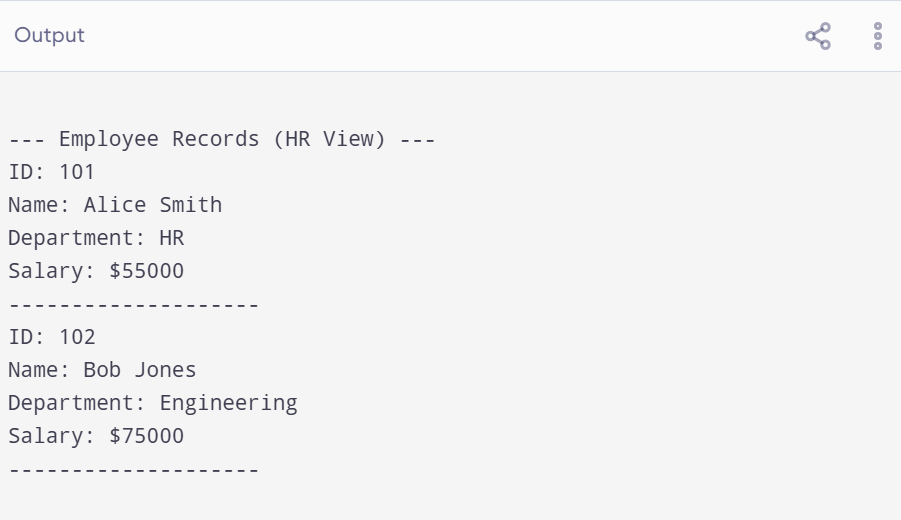 Output
--- Employee Records (HR View) ---
ID: 101
Name: Alice Smith
Department: HR
Salary: $55000
--------------------
ID: 102
Name: Bob Jones
Department: Engineering
Salary: $75000
--------------------